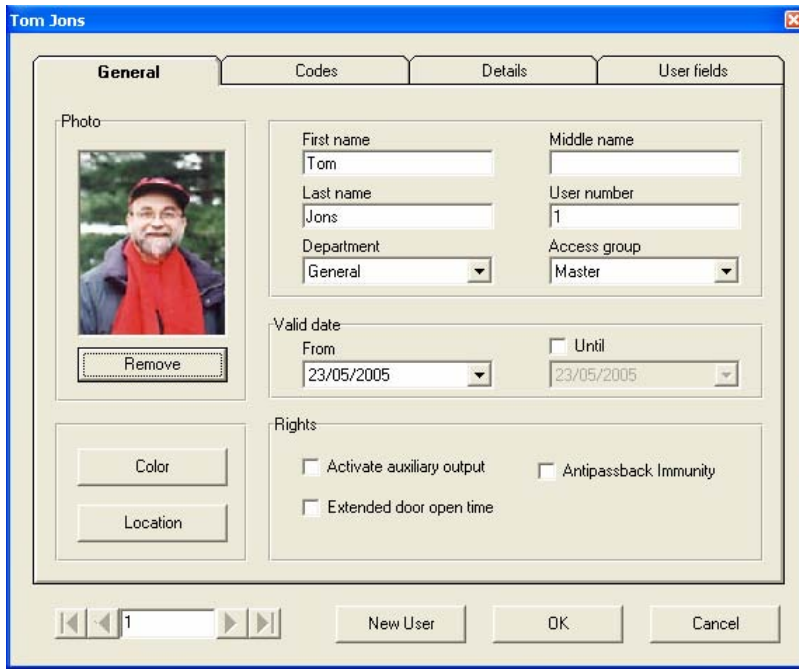 Tom Jons
General Codes Details User fields
Photo
Remove
Color
Location
First name Middle name
Tom
Last name User number
Jons 1
Department Access group
General Master
Valid date
From Until
23/05/2005 23/05/2005
Rights
Activate auxiliary output Antipassback Immunity
Extended door open time
1 New User OK Cancel